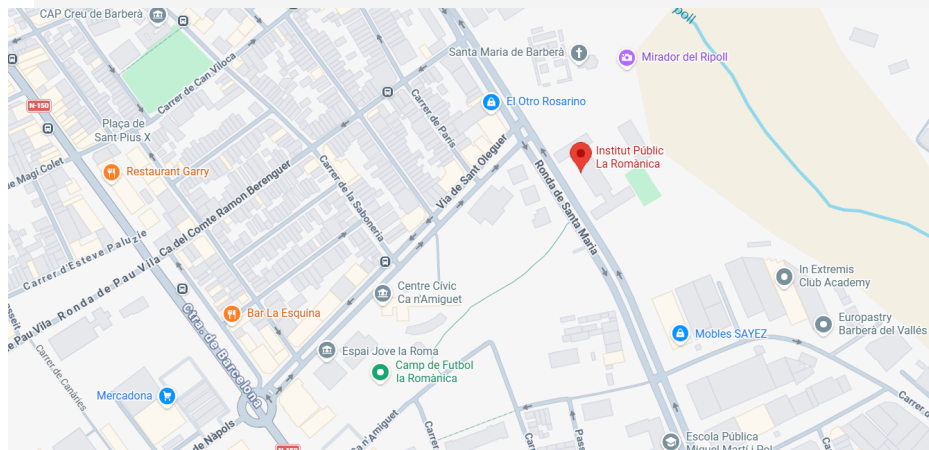 CAP Creu de Barberà
poll
Santa Maria de Barberà
Mirador del Ripoll
Carrer de Can Viloca
El Otro Rosarino
N-150
Plaça de
Sant Pius X
Carrer de París
Institut Públic
La Romànica
Magí Colet
Restaurant Garry
Carrer de la Saboneria
Via de Sant Oleguer
Ronda de Santa Maria
Ca. del Comte Ramon Berenguer
Carrer d'Esteve Paluzie
Ronda de Pau Vila
Pau Vila
Centre Cívic
Ca n'Amiguet
In Extremis
Club Academy
Bar La Esquina
Ctra. de Barcelona
Europastry
Barberà del Vallés
Mobles SAYEZ
Espai Jove la Roma
Camp de Futbol
la Romànica
Carrer de Canàries
Mercadona
de Nàpols
Ca n'Amiguet
Carrer
Carrer d
Escola Pública
Miquel Martí i Pol